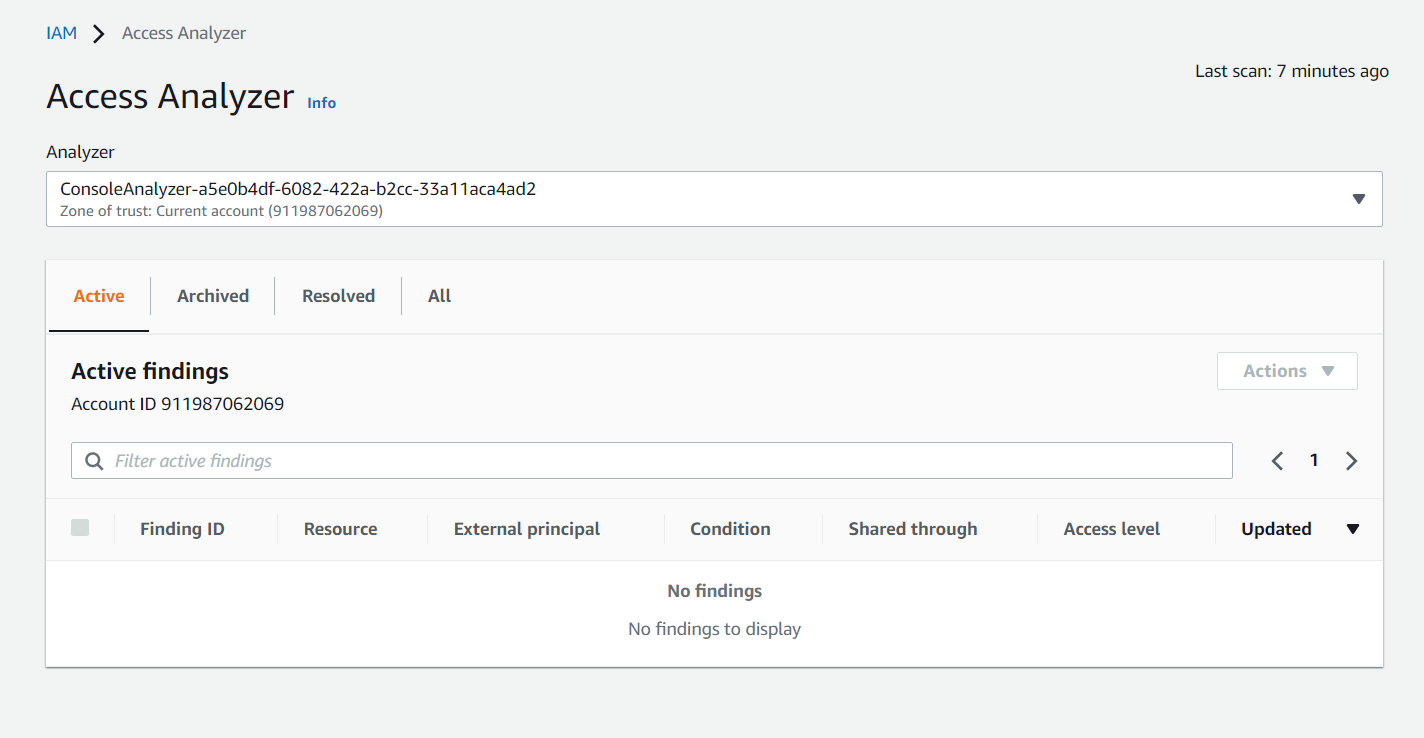 IAM > Access Analyzer
Last scan: 7 minutes ago
Access Analyzer Info
Analyzer
ConsoleAnalyzer-a5e0b4df-6082-422a-b2cc-33a11aca4ad2
Zone of trust: Current account (911987062069)
Active Archived Resolved All
Active findings
Actions
Account ID 911987062069
Filter active findings
1
Finding ID Resource External principal Condition Shared through Access level Updated
No findings
No findings to display